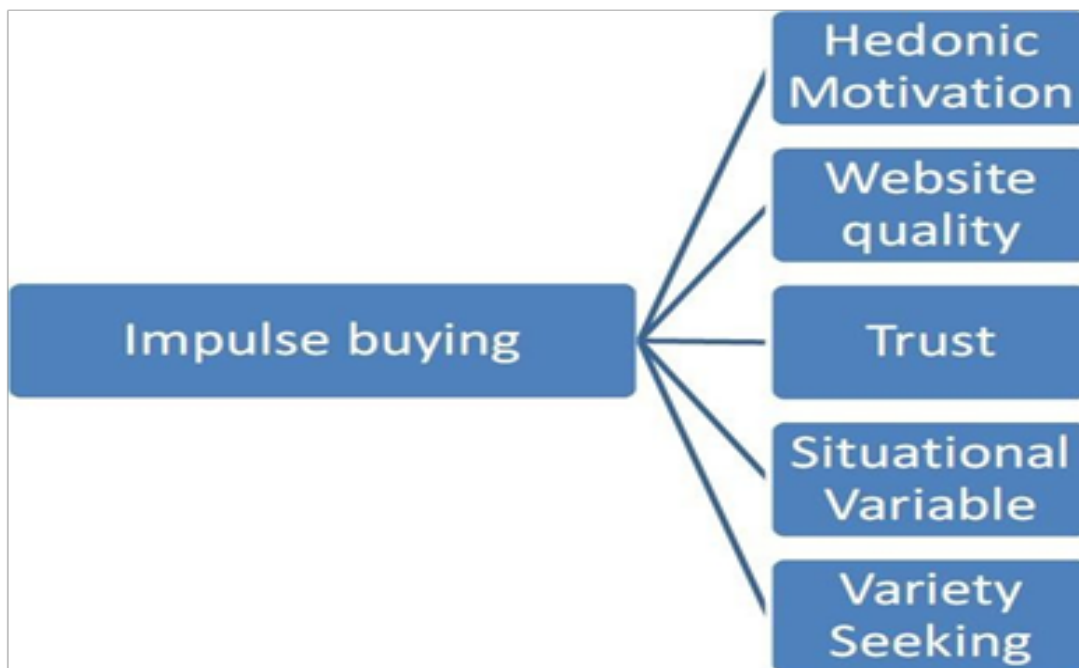 Hedonic
Motivation
Website
quality
Impulse buying
Trust
Situational
Variable
Variety
Seeking